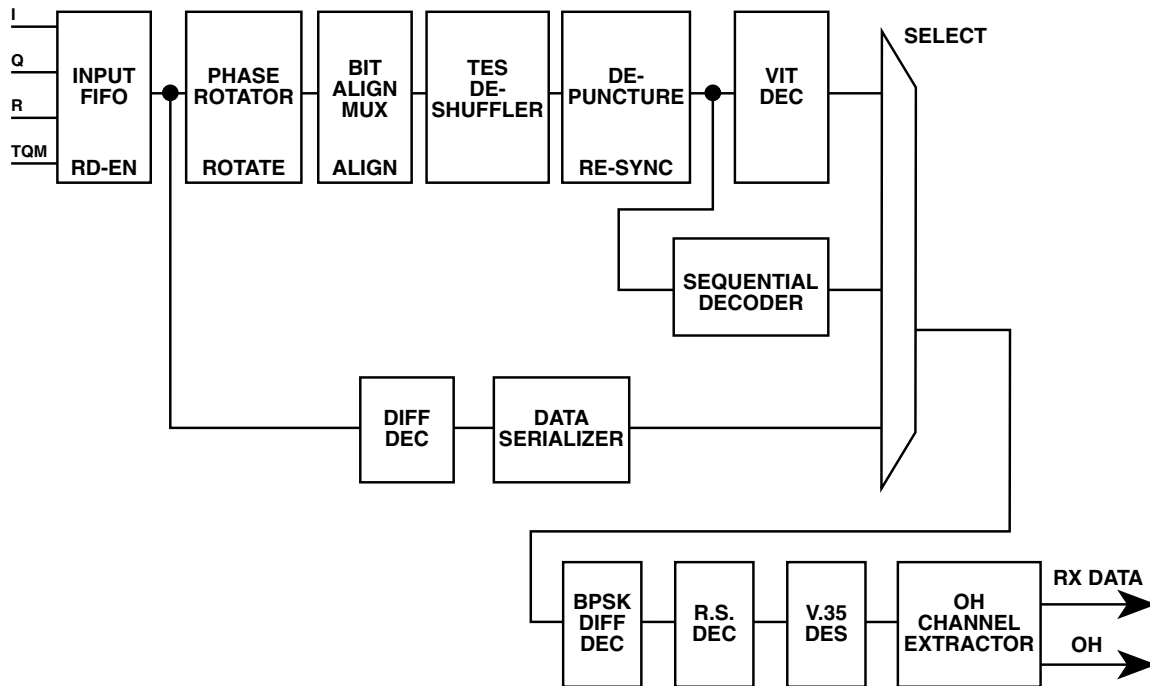 I
Q
R
TQM
INPUT
FIFO
RD-EN
PHASE
ROTATOR
ROTATE
BIT
ALIGN
MUX
ALIGN
TES
DE-
SHUFFLER
DE-
PUNCTURE
RE-SYNC
VIT
DEC
SELECT
SEQUENTIAL
DECODER
DIFF
DEC
DATA
SERIALIZER
BPSK
DIFF
DEC
R.S.
DEC
V.35
DES
OH
CHANNEL
EXTRACTOR
RX DATA
OH